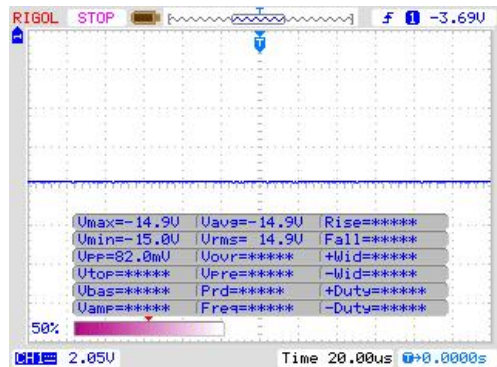 RIGOL STOP T ƒ 1 -3.69V
1
T
Vmax=-14.9V Vavg=-14.9V Rise=*****
Vmin=-15.0V Vrms= 14.9V Fall=*****
Vpp=82.0mV Vovr=***** +Wid=*****
Vtop=***** Vpre=***** -Wid=*****
Vbas=***** Prd=***** +Duty=*****
Vamp=***** Freq=***** -Duty=*****
50%
CH1 2.05V Time 20.00us T→0.0000s